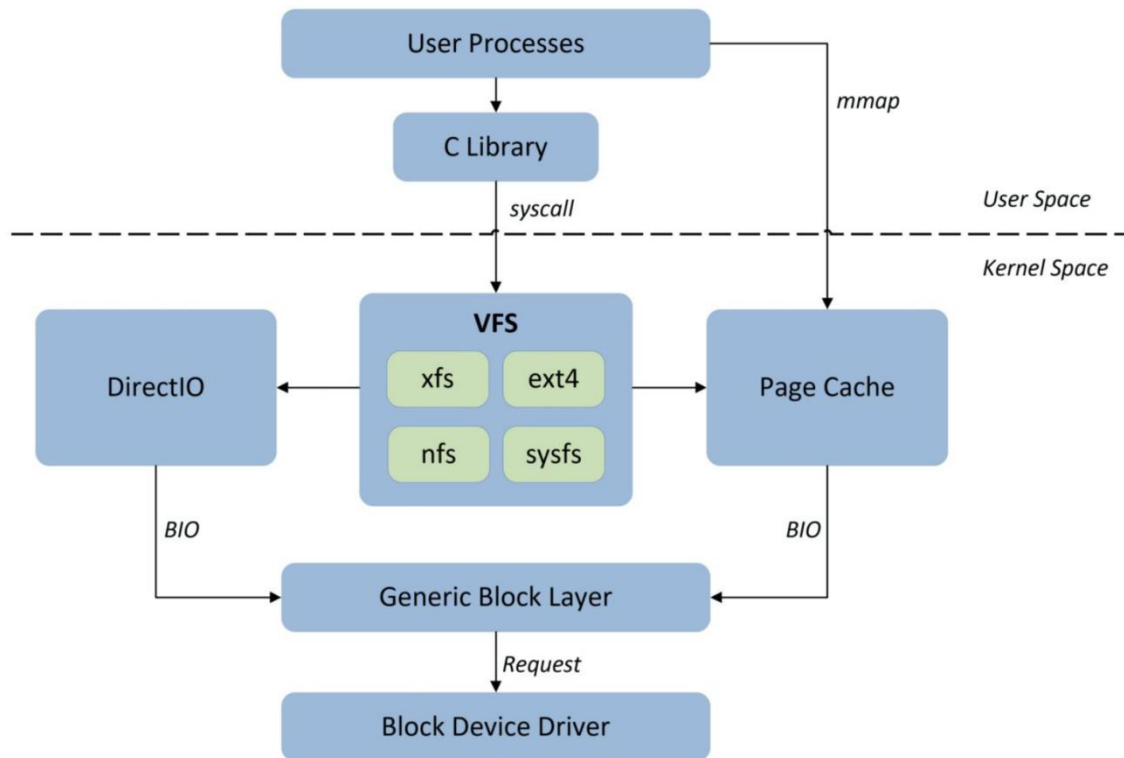 User Processes
mmap
C Library
syscall
User Space
Kernel Space
VFS
xfs
ext4
DirectIO
Page Cache
nfs
sysfs
BIO
BIO
Generic Block Layer
Request
Block Device Driver